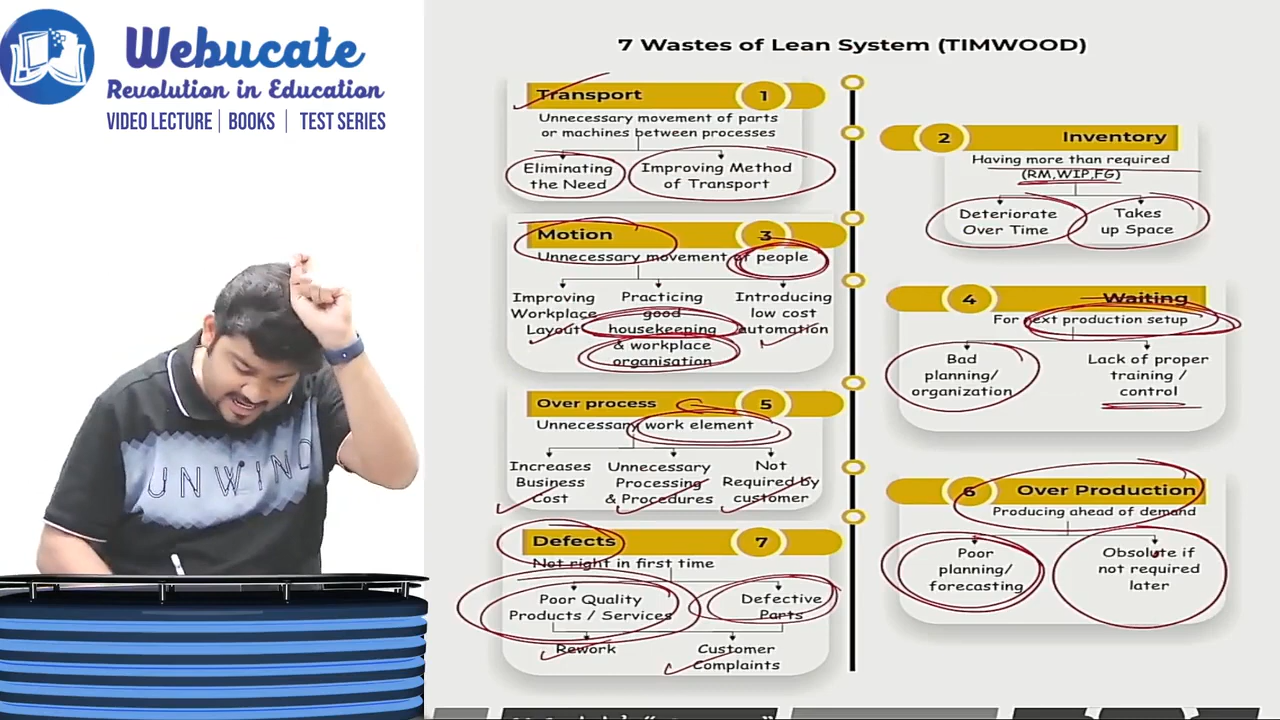 Webucate
Revolution in Education
VIDEO LECTURE | BOOKS | TEST SERIES
UNWIND
7 Wastes of Lean System (TIMWOOD)
Transport 1
Unnecessary movement of parts
or machines between processes
Eliminating
the Need
Improving Method
of Transport
2 Inventory
Having more than required
(RM,WIP,FG)
Deteriorate
Over Time
Takes
up Space
Motion 3
Unnecessary movement of people
Improving
Workplace
Layout
Practicing
good
housekeeping
& workplace
organisation
Introducing
low cost
automation
4 Waiting
For next production setup
Bad
planning/
organization
Lack of proper
training /
control
Over process 5
Unnecessary work element
Increases
Business
Cost
Unnecessary
Processing
& Procedures
Not
Required by
customer
6 Over Production
Producing ahead of demand
Poor
planning/
forecasting
Obsolute if
not required
later
Defects 7
Not right in first time
Poor Quality
Products / Services
Defective
Parts
Rework
Customer
Complaints